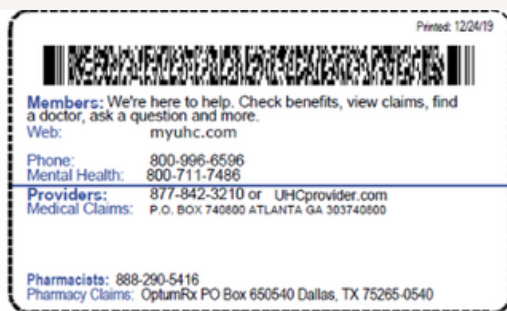 Printed: 12/24/19
Members: We're here to help. Check benefits, view claims, find
a doctor, ask a question and more.
Web: myuhc.com
Phone: 800-996-6596
Mental Health: 800-711-7486
Providers: 877-842-3210 or UHCprovider.com
Medical Claims: P.O. BOX 740800 ATLANTA GA 303740800
Pharmacists: 888-290-5416
Pharmacy Claims: OptumRx PO Box 650540 Dallas, TX 75265-0540